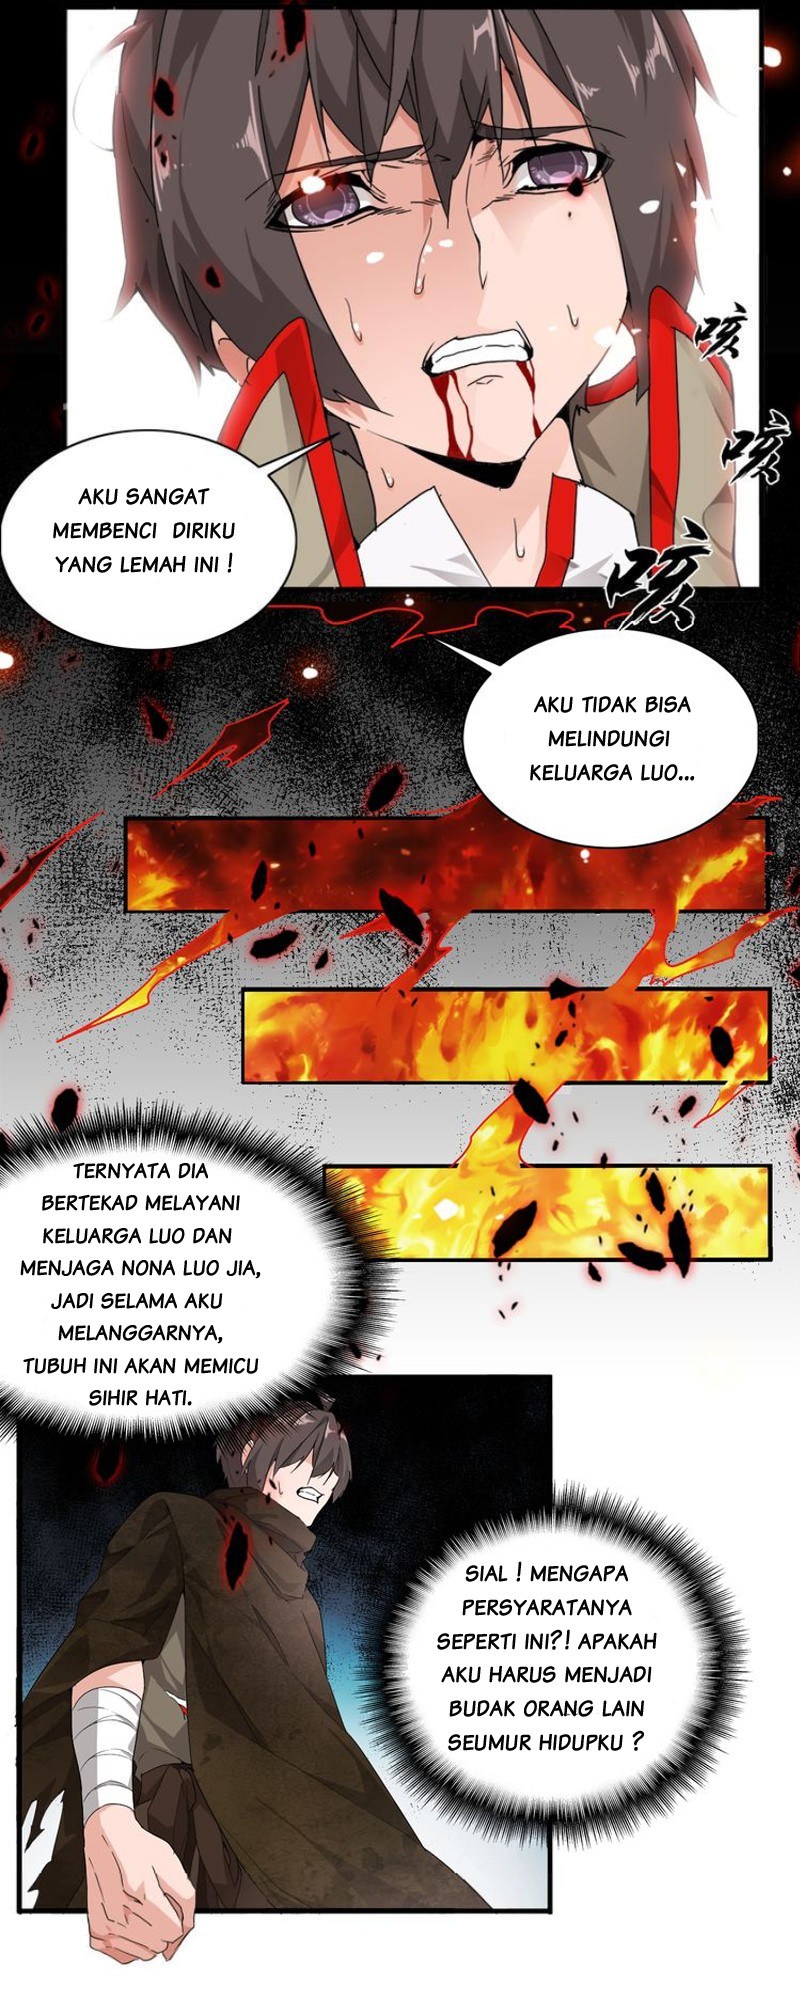 咳
咳
咳
AKU SANGAT
MEMBENCI DIRIKU
YANG LEMAH INI !
AKU TIDAK BISA
MELINDUNGI
KELUARGA LUO...
TERNYATA DIA
BERTEKAD MELAYANI
KELUARGA LUO DAN
MENJAGA NONA LUO JIA,
JADI SELAMA AKU
MELANGGARNYA,
TUBUH INI AKAN MEMICU
SIHIR HATI.
SIAL ! MENGAPA
PERSYARATANYA
SEPERTI INI?! APAKAH
AKU HARUS MENJADI
BUDAK ORANG LAIN
SEUMUR HIDUPKU ?